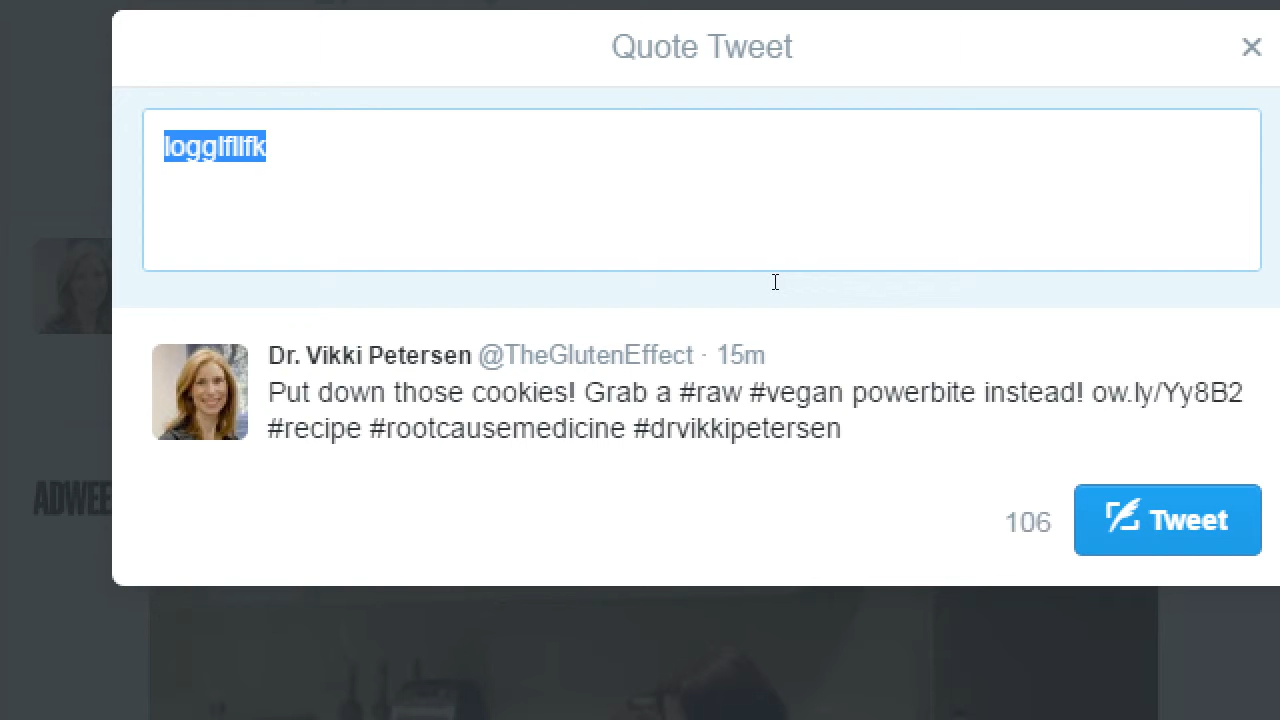 Quote Tweet
×
logglfllfk
Dr. Vikki Petersen @TheGlutenEffect · 15m
Put down those cookies! Grab a #raw #vegan powerbite instead! ow.ly/Yy8B2
#recipe #rootcausemedicine #drvikkipetersen
ADWEE
106 Tweet